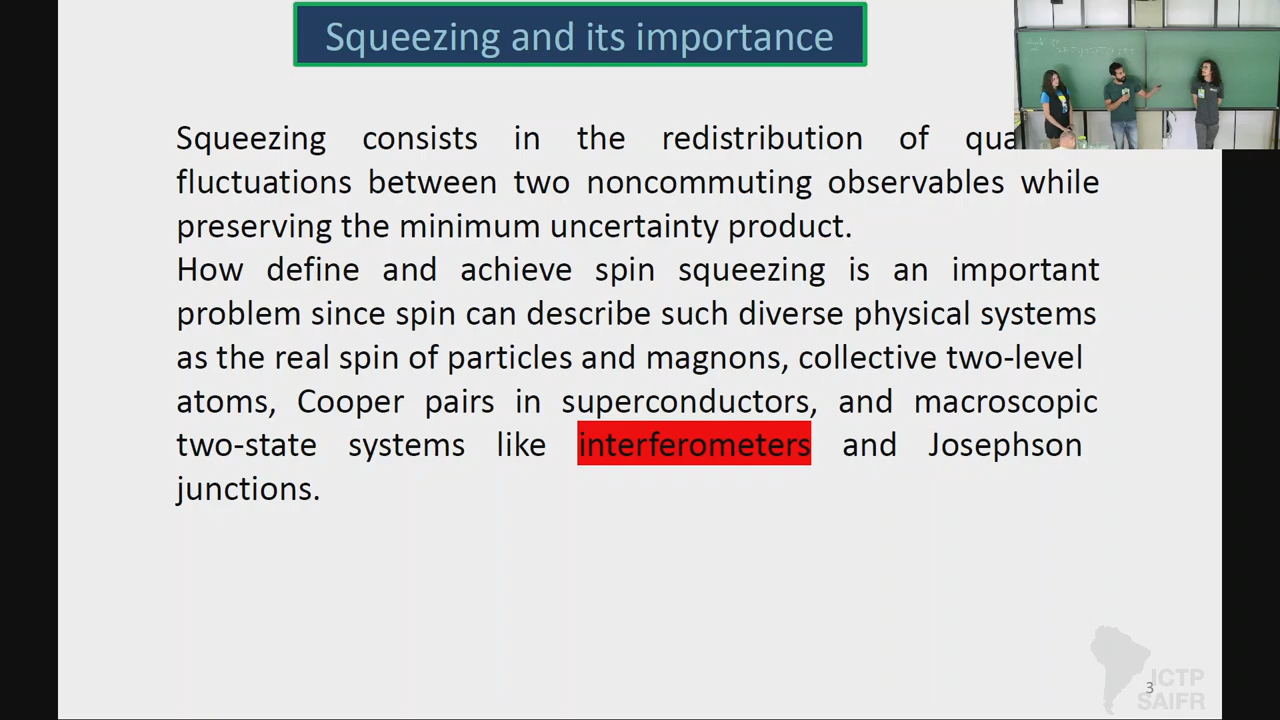 Squeezing and its importance
Squeezing consists in the redistribution of
fluctuations between two noncommuting observables while
preserving the minimum uncertainty product.
How define and achieve spin squeezing is an important
problem since spin can describe such diverse physical systems
as the real spin of particles and magnons, collective two-level
atoms, Cooper pairs in superconductors, and macroscopic
two-state systems like interferometers and Josephson
junctions.
3
ICTP
SAIFR